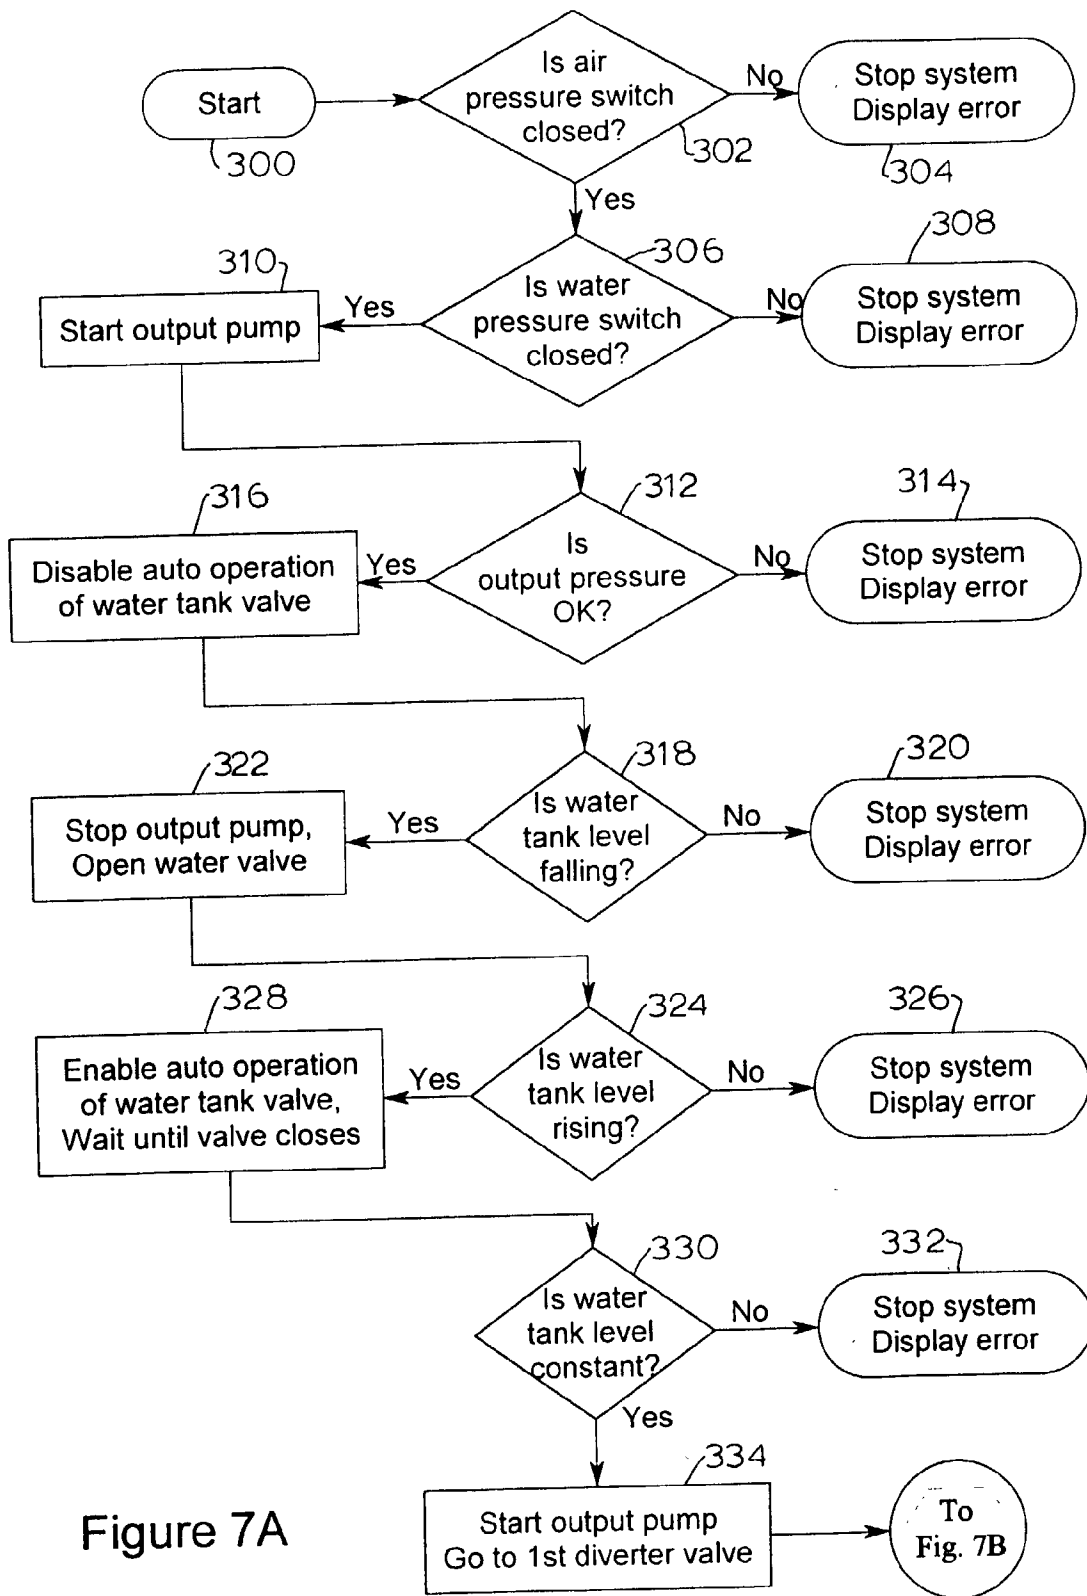 Start
300
Is air
pressure switch
closed?
302
No
Stop system
Display error
304
Yes
Is water
pressure switch
closed?
306
No
Stop system
Display error
308
Yes
Start output pump
310
Is
output pressure
OK?
312
No
Stop system
Display error
314
Yes
Disable auto operation
of water tank valve
316
Is water
tank level
falling?
318
No
Stop system
Display error
320
Yes
Stop output pump,
Open water valve
322
Is water
tank level
rising?
324
No
Stop system
Display error
326
Yes
Enable auto operation
of water tank valve,
Wait until valve closes
328
Is water
tank level
constant?
330
No
Stop system
Display error
332
Yes
Start output pump
Go to 1st diverter valve
334
To
Fig. 7B
Figure 7A